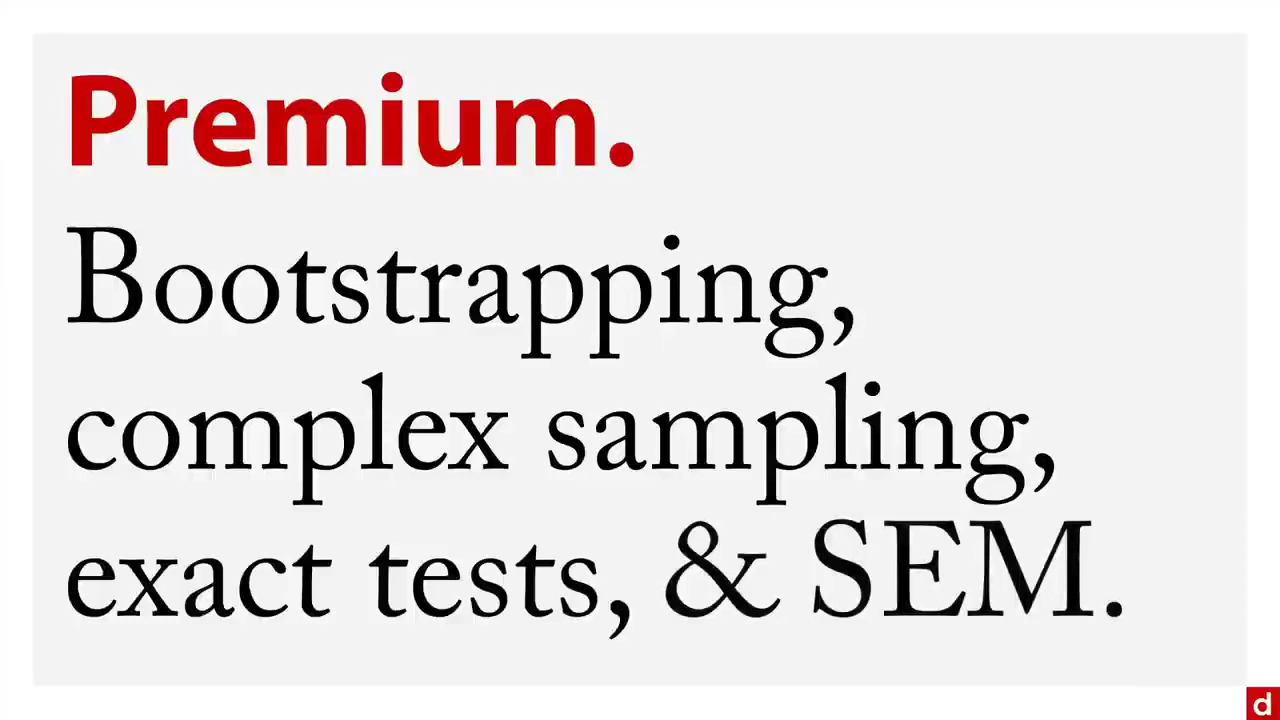 Premium.
Bootstrapping,
complex sampling,
exact tests, & SEM.
d